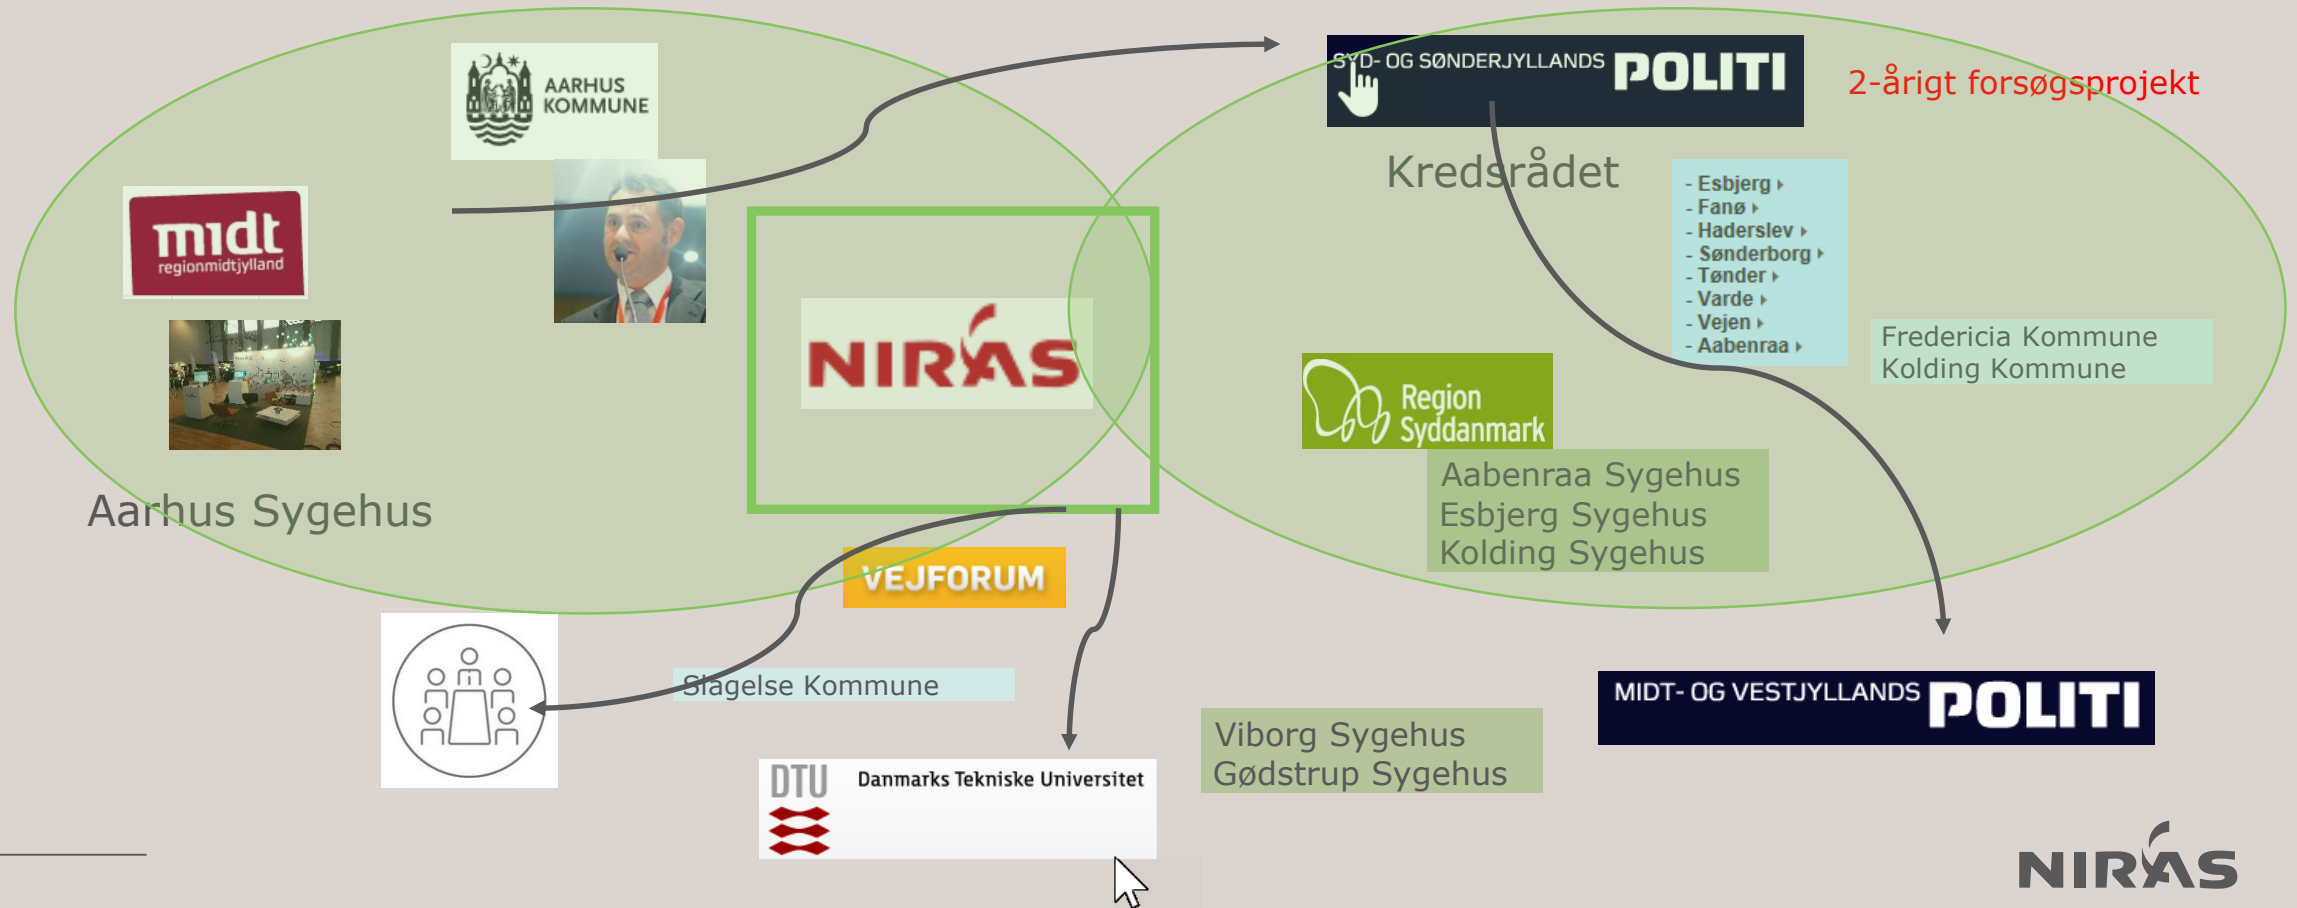 AARHUS
KOMMUNE
midt
regionmidtjylland
Aarhus Sygehus
NIRAS
SYD- OG SØNDERJYLLANDS POLITI
2-årigt forsøgsprojekt
Kredsrådet
- Esbjerg
- Fanø
- Haderslev
- Sønderborg
- Tønder
- Varde
- Vejen
- Aabenraa
Fredericia Kommune
Kolding Kommune
Region
Syddanmark
Aabenraa Sygehus
Esbjerg Sygehus
Kolding Sygehus
VEJFORUM
Slagelse Kommune
DTU Danmarks Tekniske Universitet
Viborg Sygehus
Gødstrup Sygehus
MIDT- OG VESTJYLLANDS POLITI
NIRAS